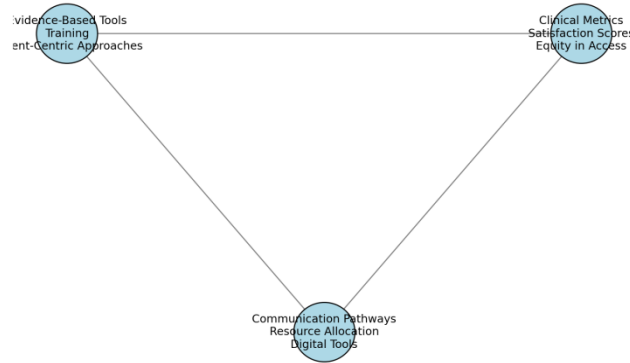 vidence-Based Tools
Training
ent-Centric Approaches
Clinical Metrics
Satisfaction Scores
Equity in Access
Communication Pathways
Resource Allocation
Digital Tools